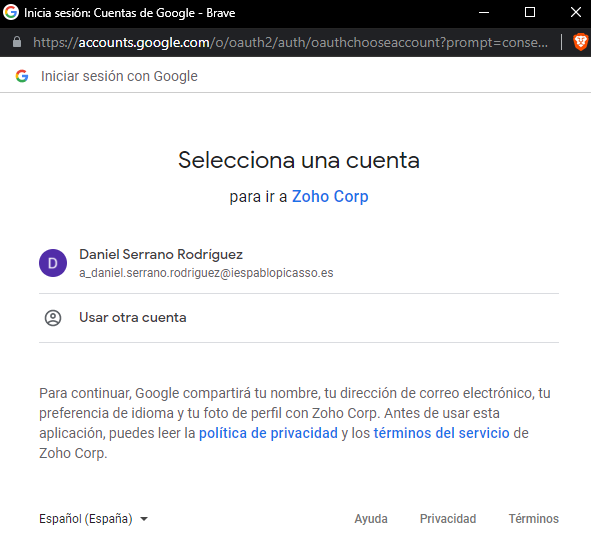 Inicia sesión: Cuentas de Google - Brave
https://accounts.google.com/o/oauth2/auth/oauthchooseaccount?prompt=conse...
Iniciar sesión con Google
Selecciona una cuenta
para ir a Zoho Corp
D
Daniel Serrano Rodríguez
a_daniel.serrano.rodriguez@iespablopicasso.es
Usar otra cuenta
Para continuar, Google compartirá tu nombre, tu dirección de correo electrónico, tu
preferencia de idioma y tu foto de perfil con Zoho Corp. Antes de usar esta
aplicación, puedes leer la política de privacidad y los términos del servicio de
Zoho Corp.
Español (España)
Ayuda
Privacidad
Términos